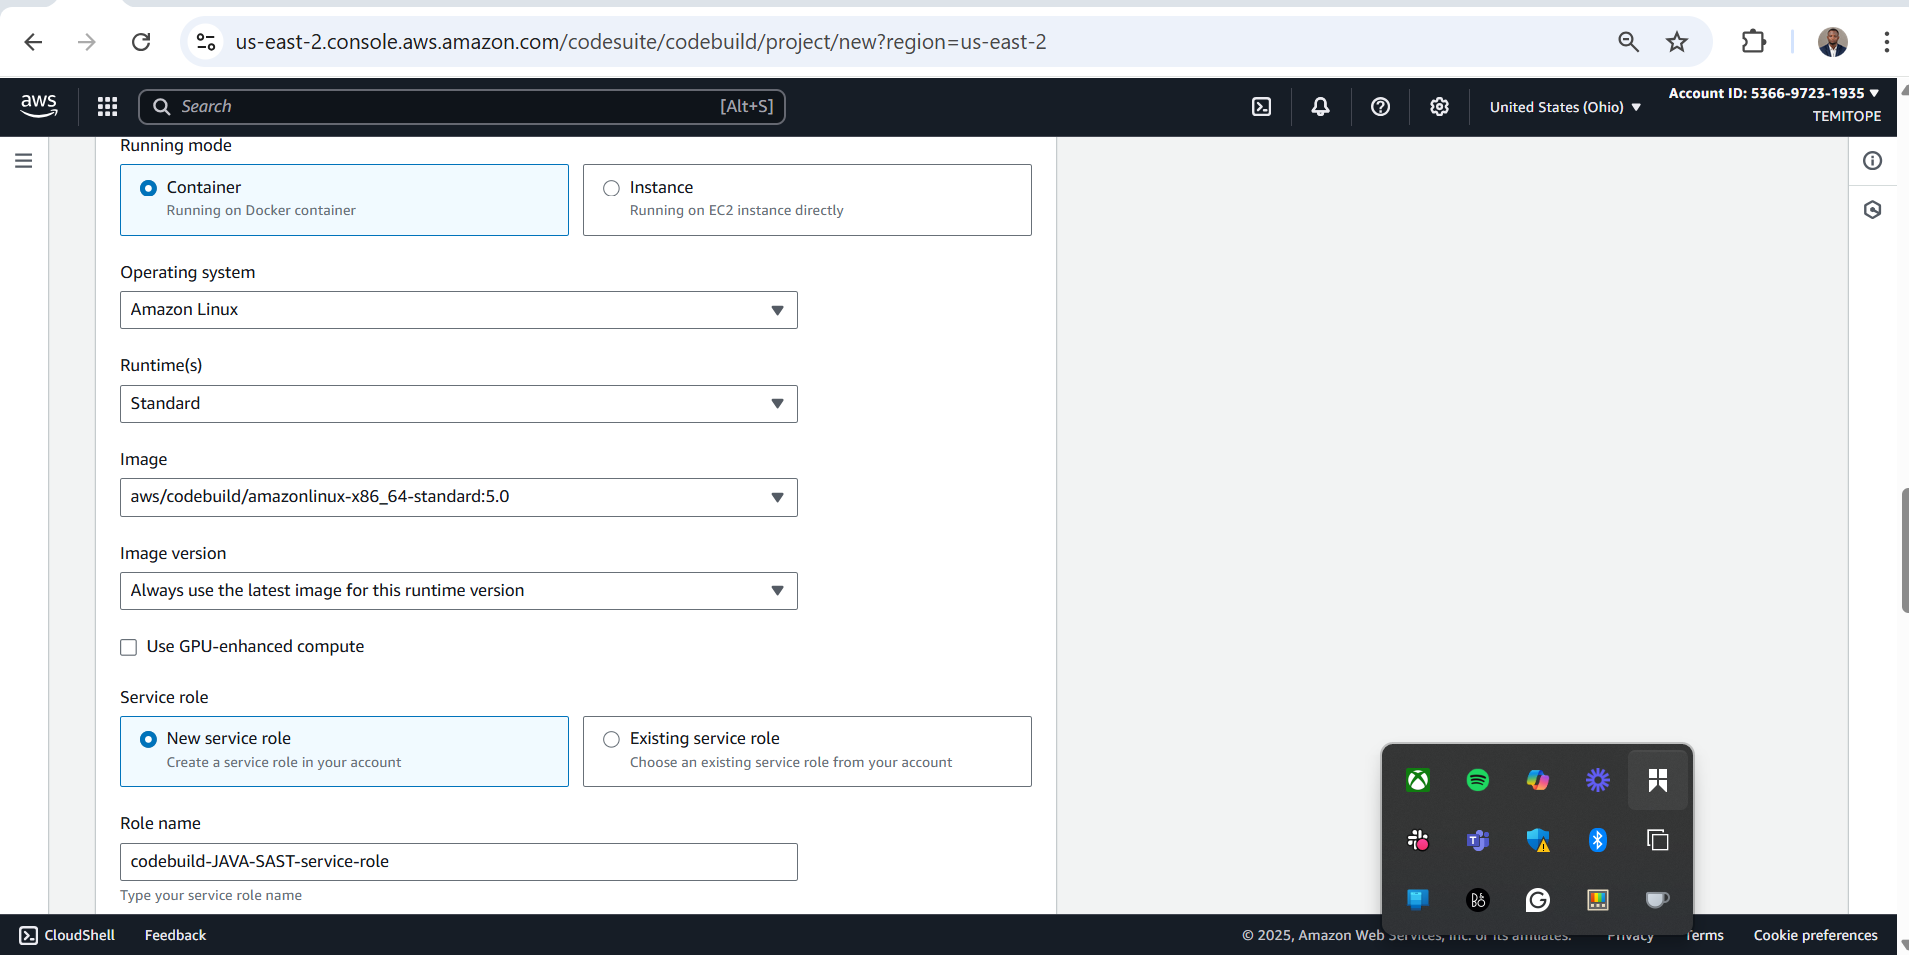 us-east-2.console.aws.amazon.com/codesuite/codebuild/project/new?region=us-east-2
aws
Search
[Alt+S]
United States (Ohio)
Account ID: 5366-9723-1935
TEMITOPE
Running mode
Container
Running on Docker container
Instance
Running on EC2 instance directly
Operating system
Amazon Linux
Runtime(s)
Standard
Image
aws/codebuild/amazonlinux-x86_64-standard:5.0
Image version
Always use the latest image for this runtime version
Use GPU-enhanced compute
Service role
New service role
Create a service role in your account
Existing service role
Choose an existing service role from your account
Role name
codebuild-JAVA-SAST-service-role
Type your service role name
CloudShell
Feedback
© 2025, Amazon Web Services, Inc. or its affiliates.
Privacy
Terms
Cookie preferences